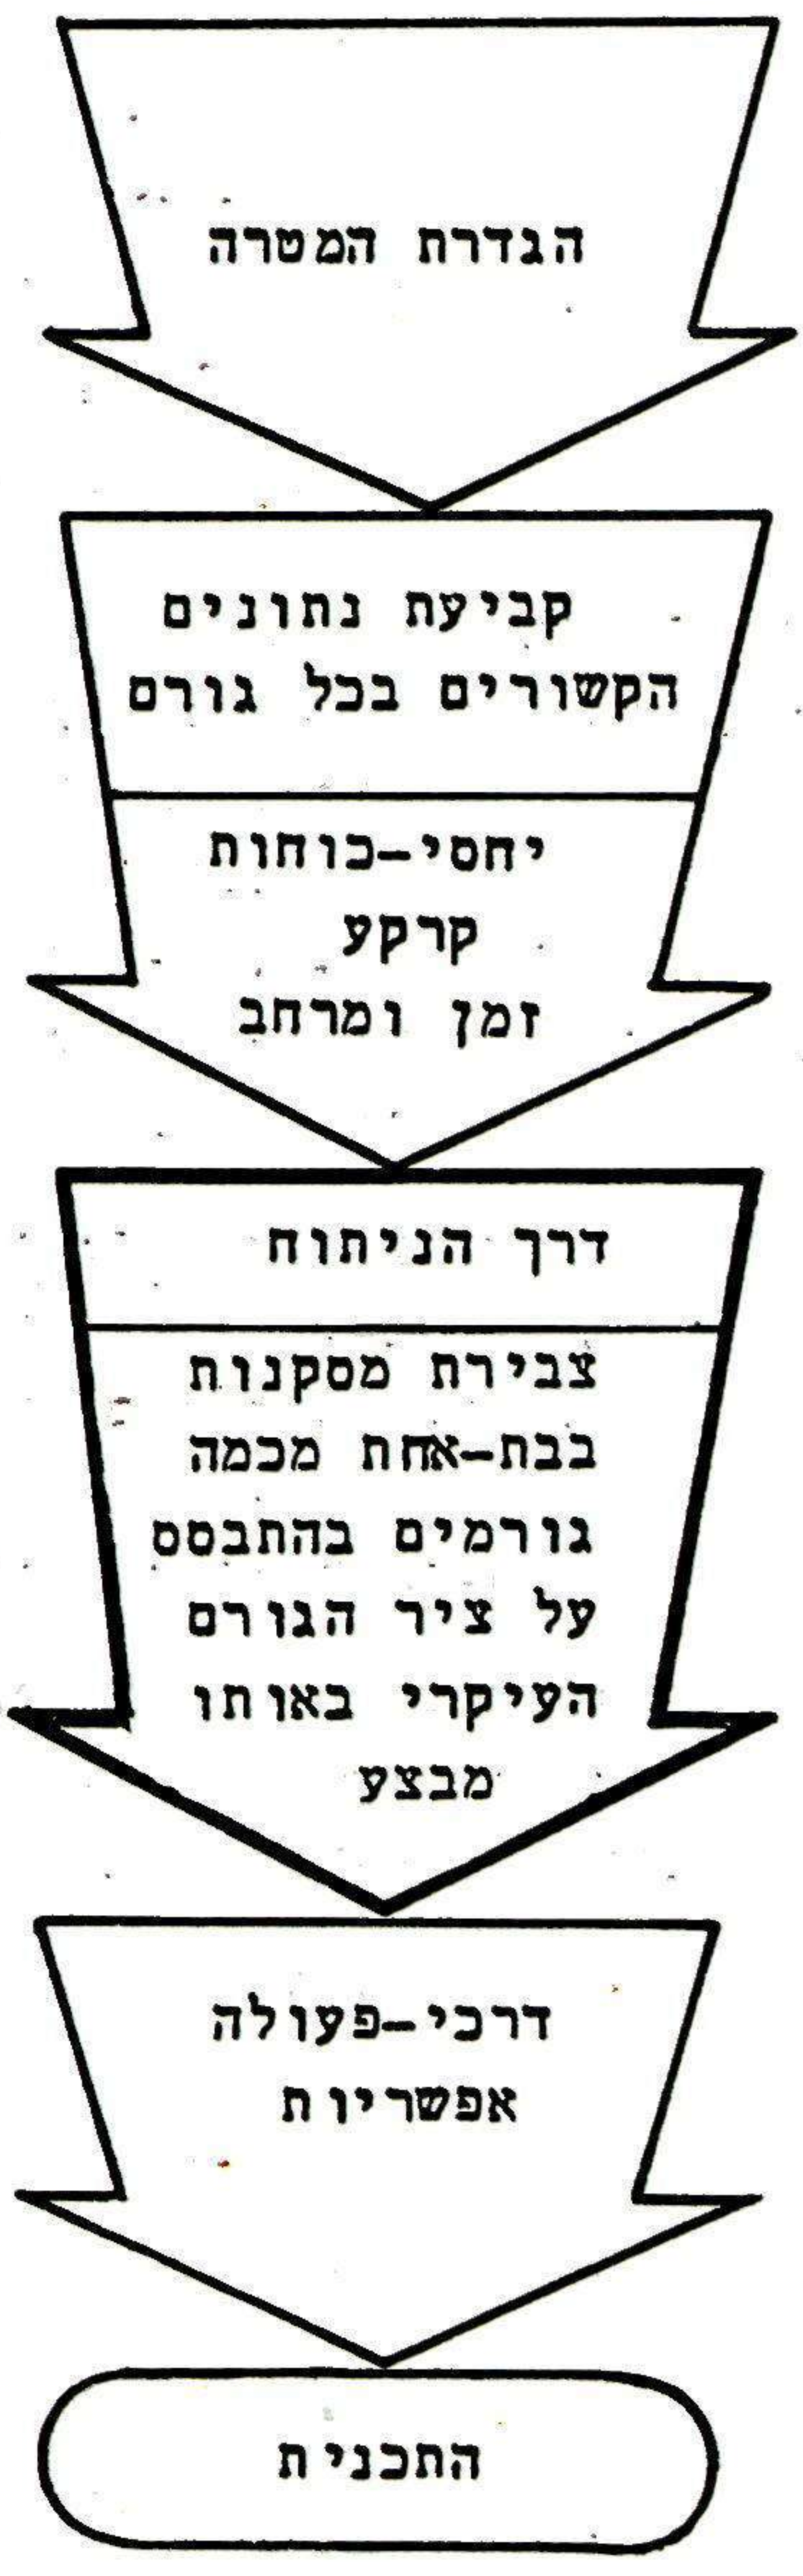 הגדרת המטרה
קביעת נתונים
הקשורים בכל גורם
יחסי-כוחות
קרקע
זמן ומרחב
דרך הניתוח
צבירת מסקנות
בבת-אחת מכמה
גורמים בהתבסס
על ציר הגורם
העיקרי באותו
מבצע
דרכי-פעולה
אפשריות
התכנית